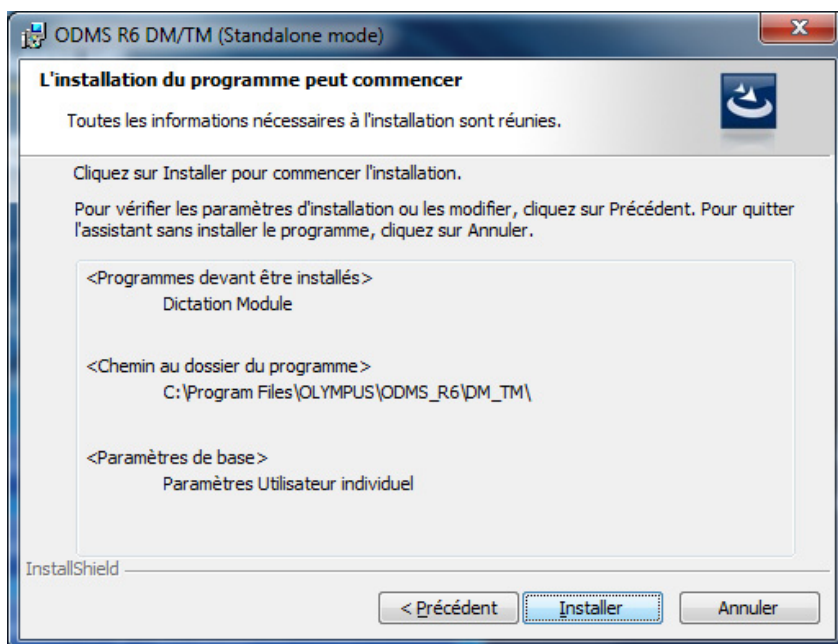 ODMS R6 DM/TM (Standalone mode)
L'installation du programme peut commencer
Toutes les informations nécessaires à l'installation sont réunies.
Cliquez sur Installer pour commencer l'installation.
Pour vérifier les paramètres d'installation ou les modifier, cliquez sur Précédent. Pour quitter
l'assistant sans installer le programme, cliquez sur Annuler.
<Programmes devant être installés>
Dictation Module
<Chemin au dossier du programme>
C:\Program Files\OLYMPUS\ODMS_R6\DM_TM\
<Paramètres de base>
Paramètres Utilisateur individuel
InstallShield
< Précédent
Installer
Annuler